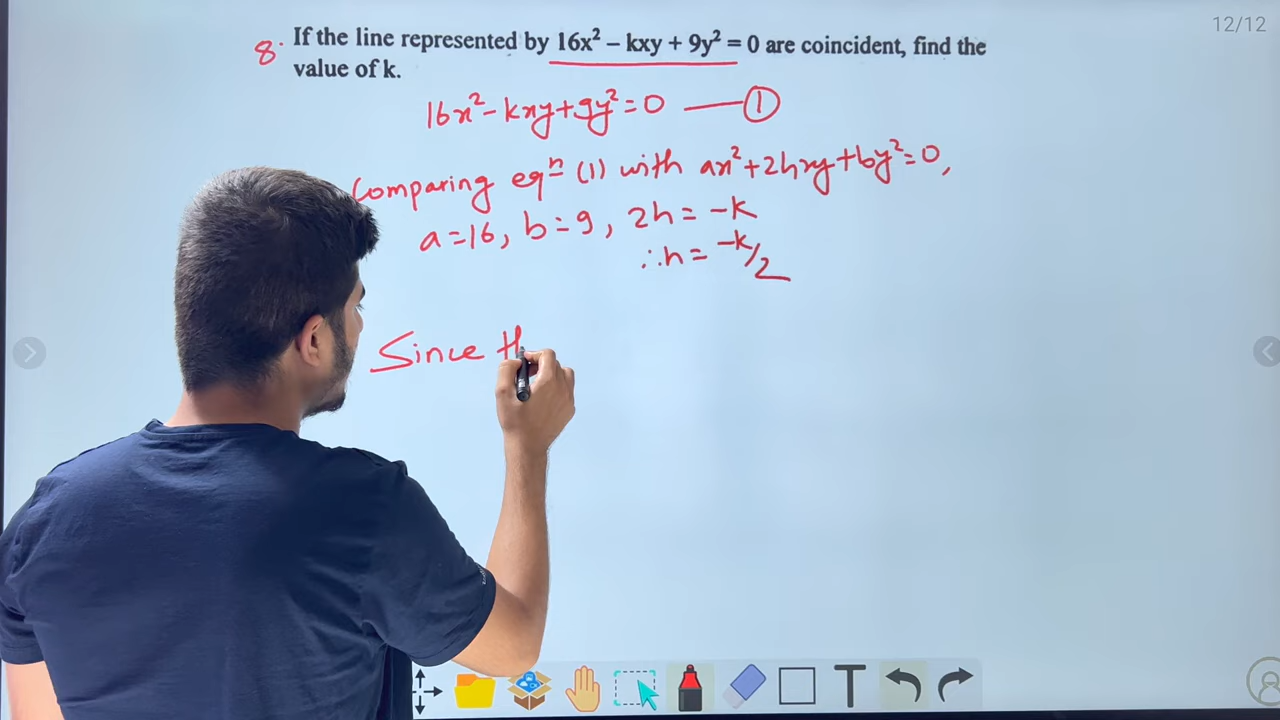 12/12
8. If the line represented by 16x² – kxy + 9y² = 0 are coincident, find the
value of k.
16x² - kxy + 9y² = 0 —— ①
Comparing eqⁿ (1) with ax² + 2hxy + by² = 0,
a = 16, b = 9, 2h = -k
∴ h = -k/2
Since th
T